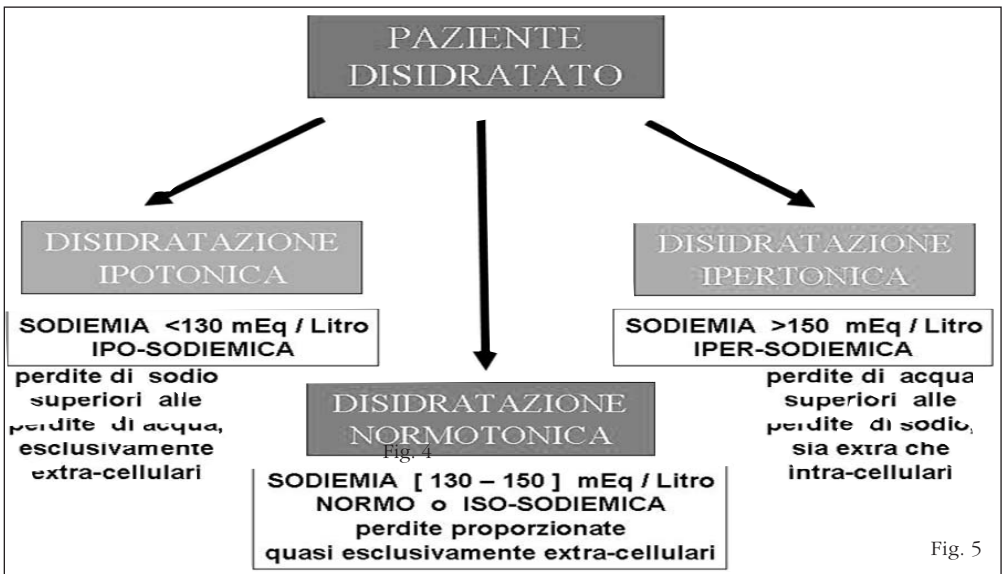 PAZIENTE
DISIDRATATO
DISIDRATAZIONE
IPOTONICA
SODIEMIA <130 mEq / Litro
IPO-SODIEMICA
perdite di sodio
superiori alle
perdite di acqua,
esclusivamente
extra-cellulari
DISIDRATAZIONE
NORMOTONICA
Fig. 4
SODIEMIA [ 130 – 150 ] mEq / Litro
NORMO o ISO-SODIEMICA
perdite proporzionate
quasi esclusivamente extra-cellulari
DISIDRATAZIONE
IPERTONICA
SODIEMIA >150 mEq / Litro
IPER-SODIEMICA
perdite di acqua
superiori alle
perdite di sodio,
sia extra che
intra-cellulari
Fig. 5